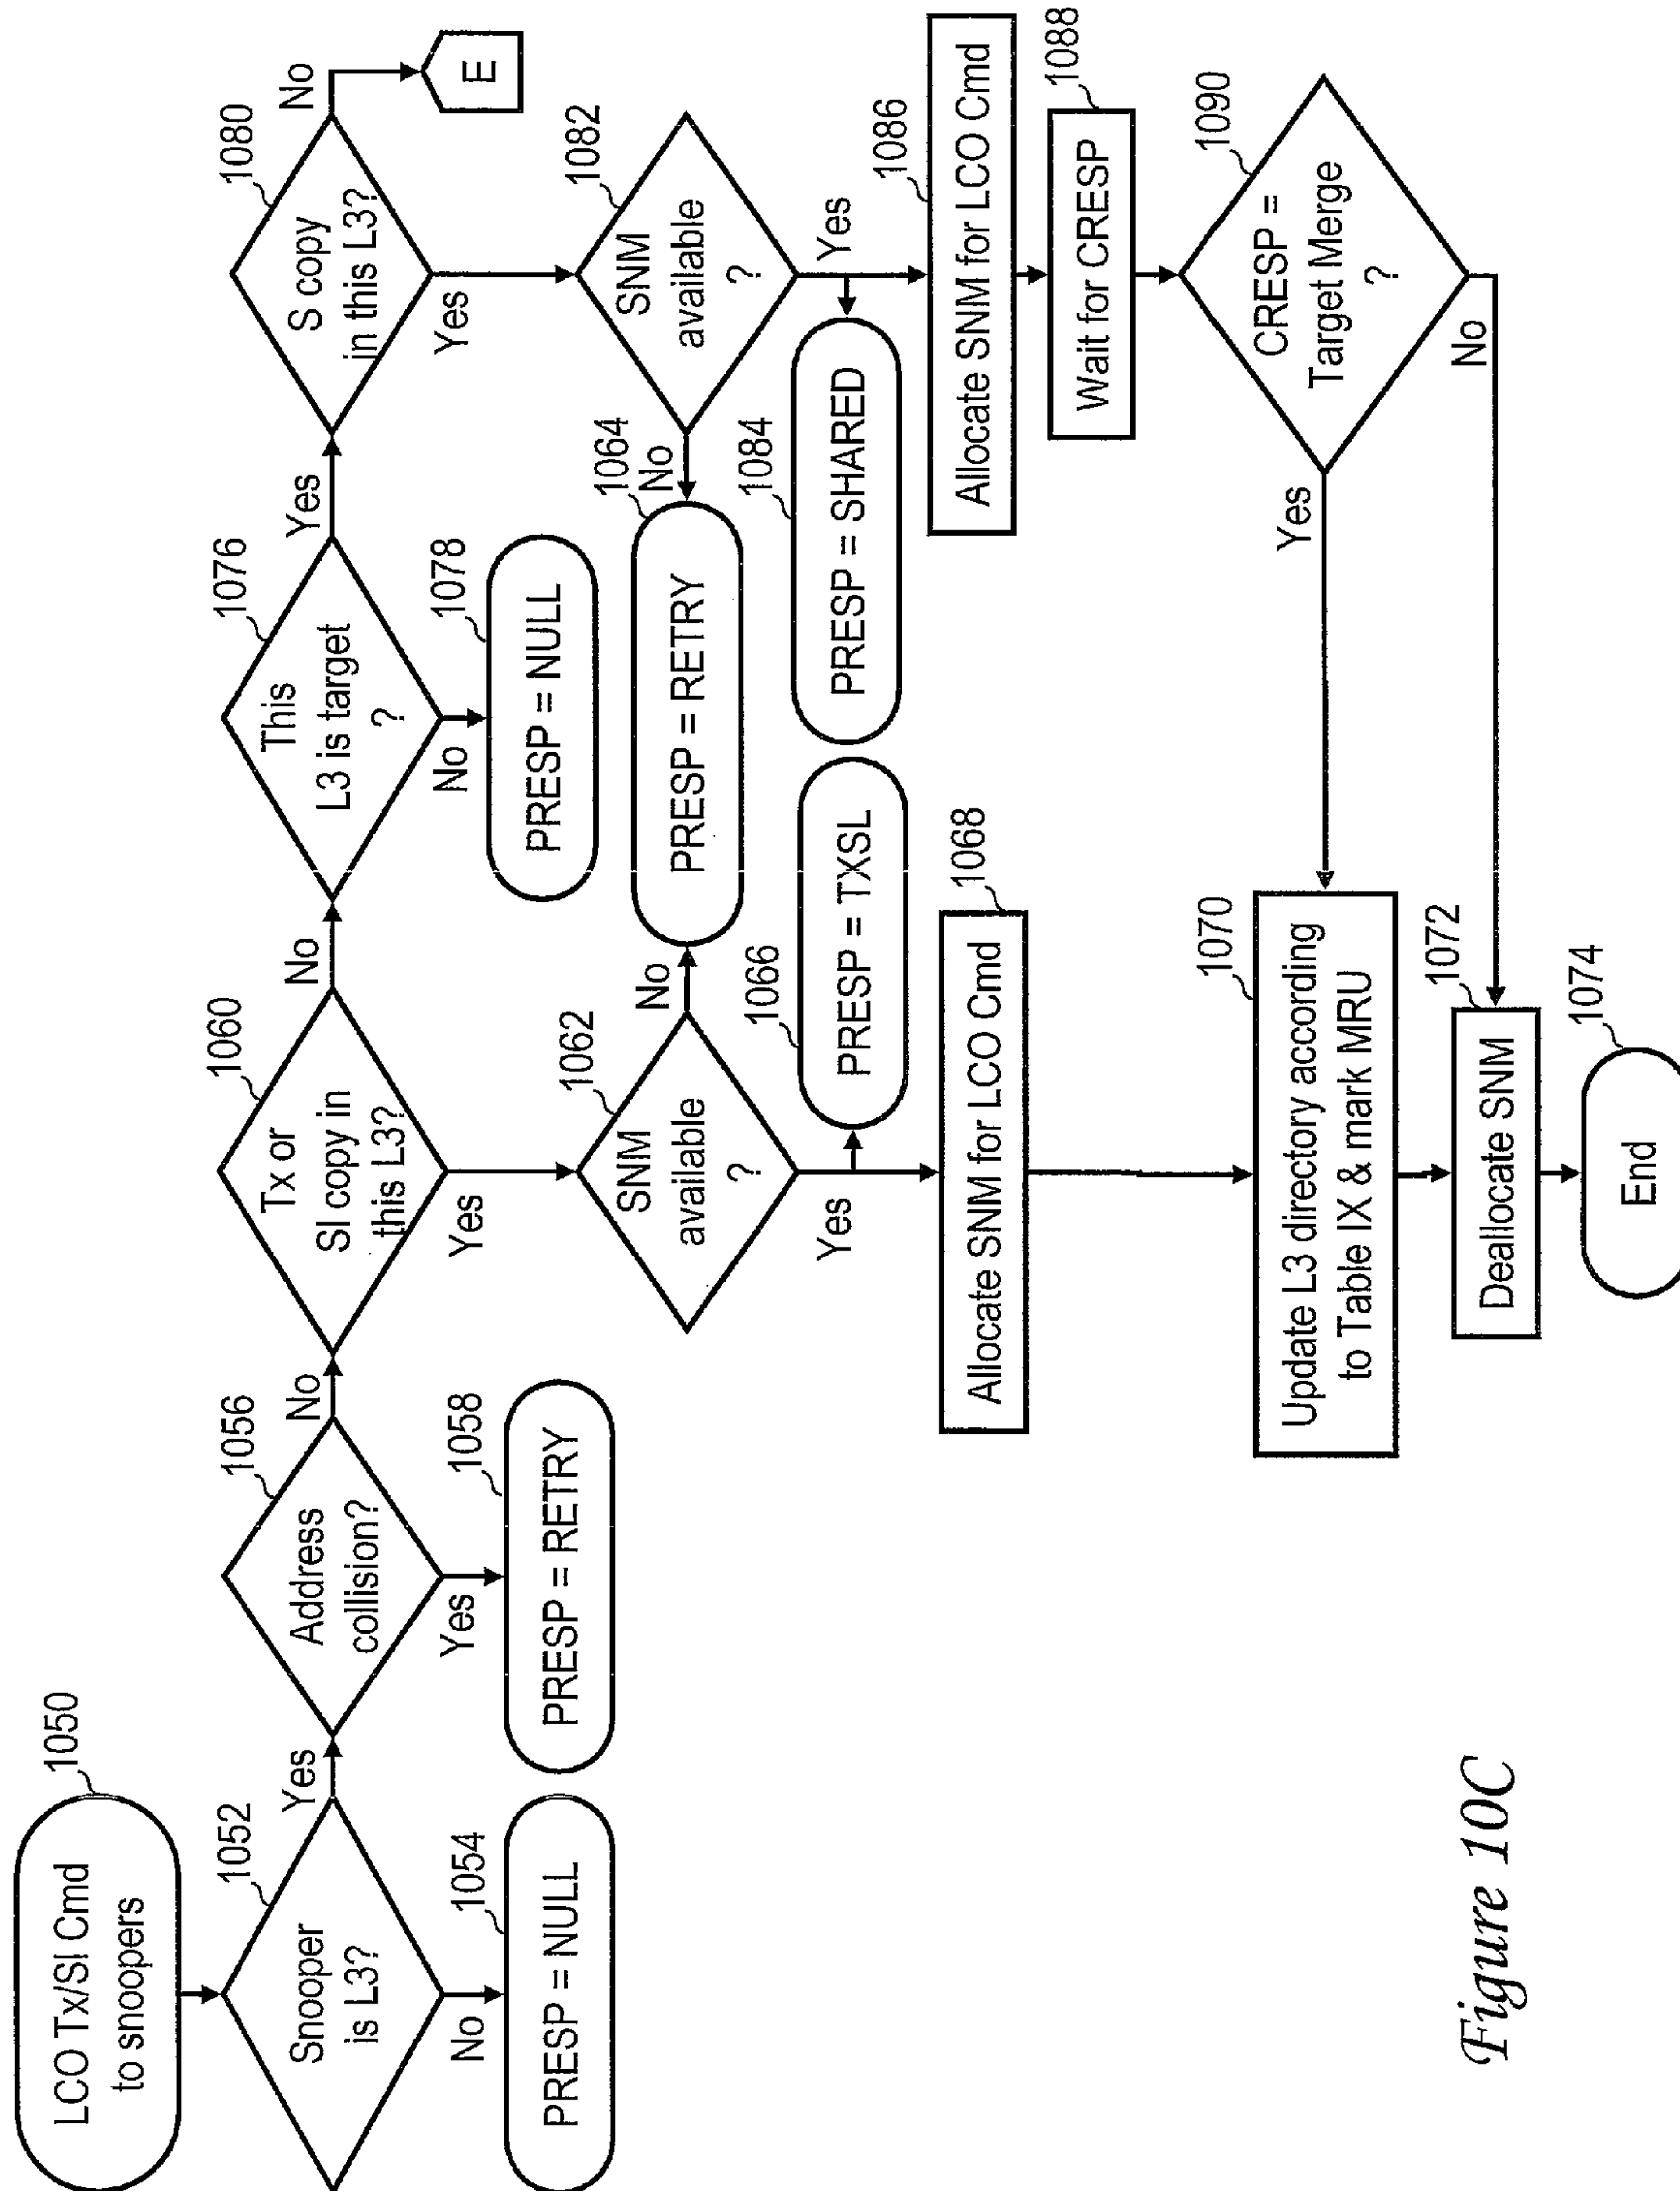 LCO Tx/SI Cmd
to snoopers
1050
Snooper
is L3?
1052
Yes
No
PRESP = NULL
1054
Address
collision?
1056
No
Yes
PRESP = RETRY
1058
Tx or
SI copy in
this L3?
1060
No
Yes
SNM
available
?
1062
No
Yes
PRESP = RETRY
1064
PRESP = TXSL
1066
Allocate SNM for LCO Cmd
1068
Update L3 directory according
to Table IX & mark MRU
1070
Deallocate SNM
1072
End
1074
This
L3 is target
?
1076
Yes
No
PRESP = NULL
1078
S copy
in this L3?
1080
No
E
Yes
SNM
available
?
1082
No
Yes
PRESP = SHARED
1084
Allocate SNM for LCO Cmd
1086
Wait for CRESP
1088
CRESP =
Target Merge
?
1090
Yes
No
Figure 10C